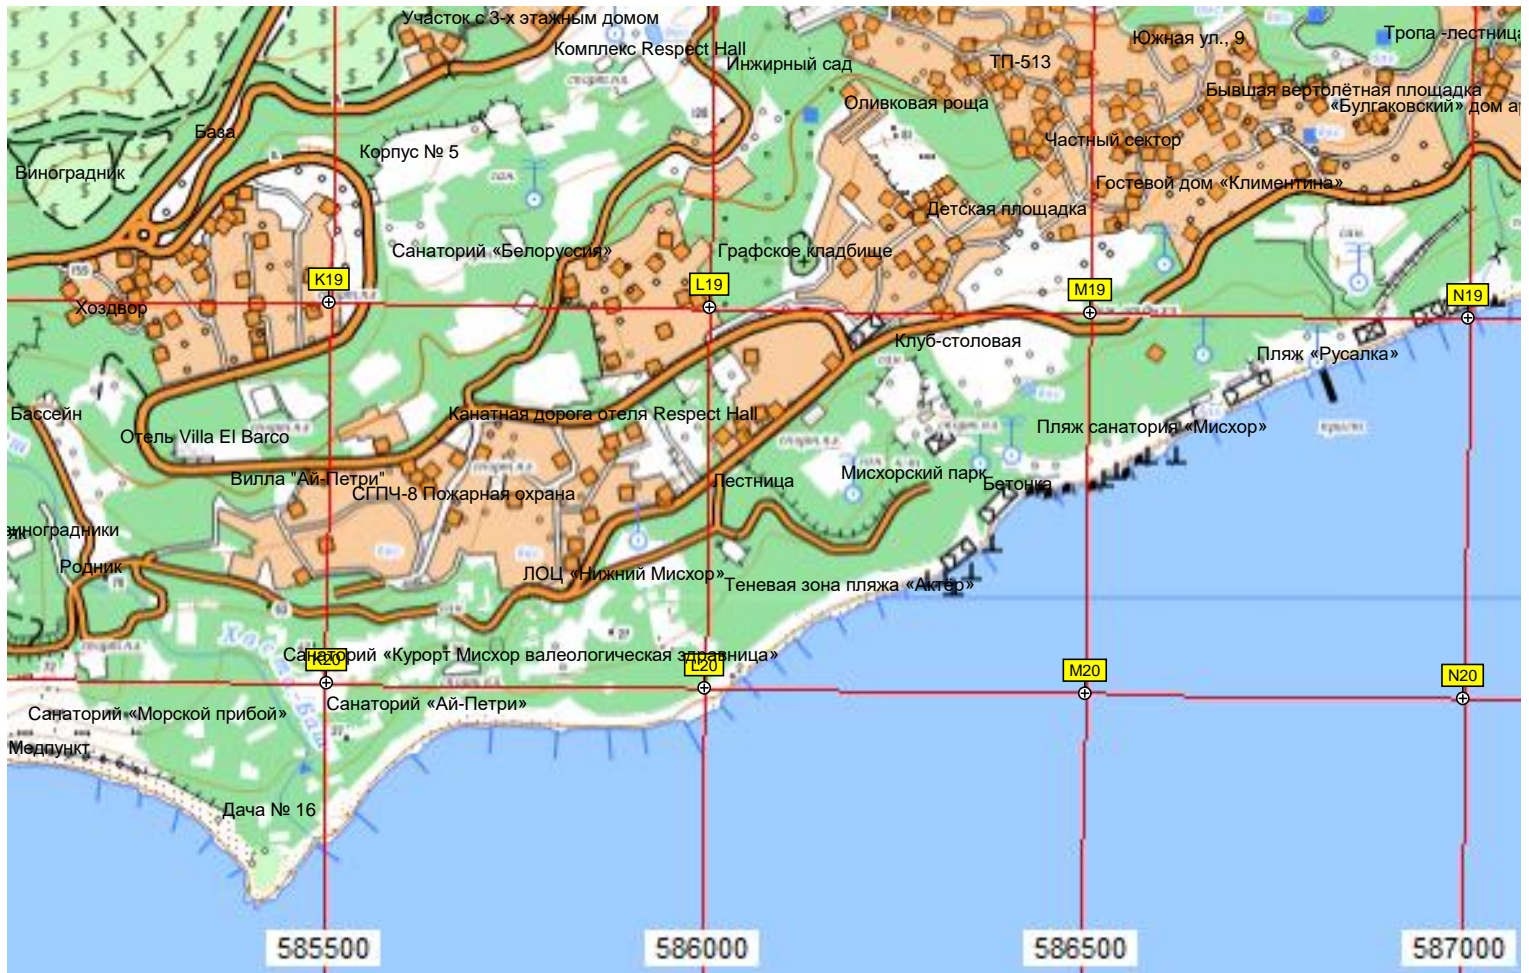 Участок с 3-х этажным домом
Комплекс Respect Hall
Инжирный сад
Южная ул., 9
Тропа -лестница
ТП-513
Оливковая роща
Бывшая вертолётная площадка
«Булгаковский» дом а
База
Корпус № 5
120
Частный сектор
Виноградник
Гостевой дом «Климентина»
Детская площадка
Санаторий «Белоруссия»
Графское кладбище
K19
L19
M19
N19
Хоздвор
Клуб-столовая
Пляж «Русалка»
Бассейн
Канатная дорога отеля Respect Hall
Отель Villa El Barco
Пляж санатория «Мисхор»
Вилла "Ай-Петри"
СГПЧ-8 Пожарная охрана
Лестница
Мисхорский парк
Бетонка
виноградники
Родник
ЛОЦ «Нижний Мисхор»
Теневая зона пляжа «Актёр»
Санаторий «Курорт Мисхор валеологическая здравница»
K20
L20
M20
N20
Санаторий «Ай-Петри»
Санаторий «Морской прибой»
Медпункт
Дача № 16
585500
586000
586500
587000